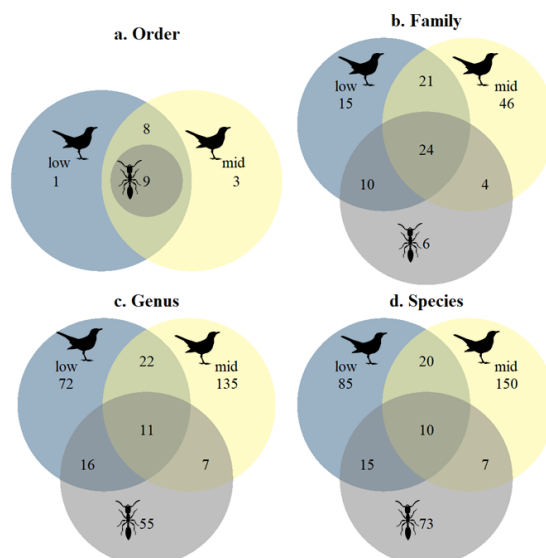 a. Order
low
1
8
9
mid
3
b. Family
low
15
21
mid
46
24
10
4
6
c. Genus
low
72
22
mid
135
11
16
7
55
d. Species
low
85
20
mid
150
10
15
7
73